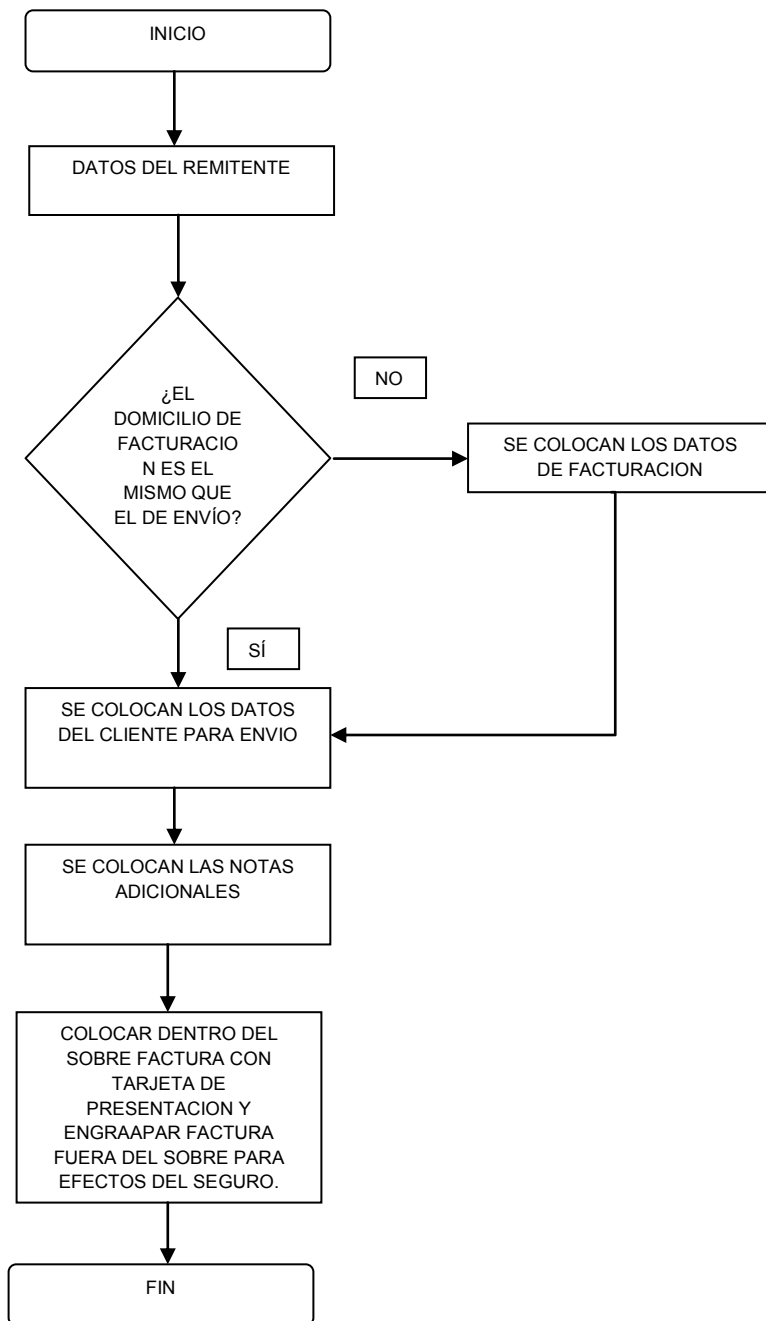 INICIO
DATOS DEL REMITENTE
¿EL
DOMICILIO DE
FACTURACIO
N ES EL
MISMO QUE
EL DE ENVÍO?
NO
SE COLOCAN LOS DATOS
DE FACTURACION
SÍ
SE COLOCAN LOS DATOS
DEL CLIENTE PARA ENVIO
SE COLOCAN LAS NOTAS
ADICIONALES
COLOCAR DENTRO DEL
SOBRE FACTURA CON
TARJETA DE
PRESENTACION Y
ENGRAAPAR FACTURA
FUERA DEL SOBRE PARA
EFECTOS DEL SEGURO.
FIN